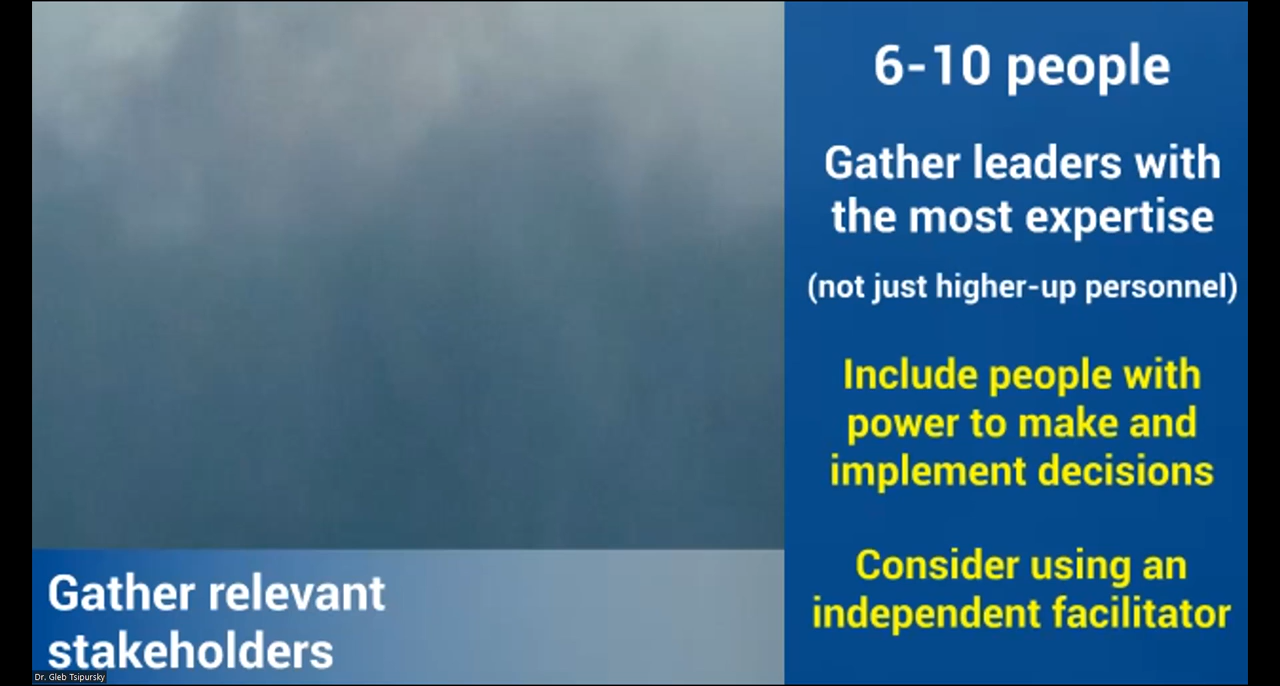 6-10 people
Gather leaders with
the most expertise
(not just higher-up personnel)
Include people with
power to make and
implement decisions
Consider using an
independent facilitator
Gather relevant
stakeholders
Dr. Gleb Tsipursky